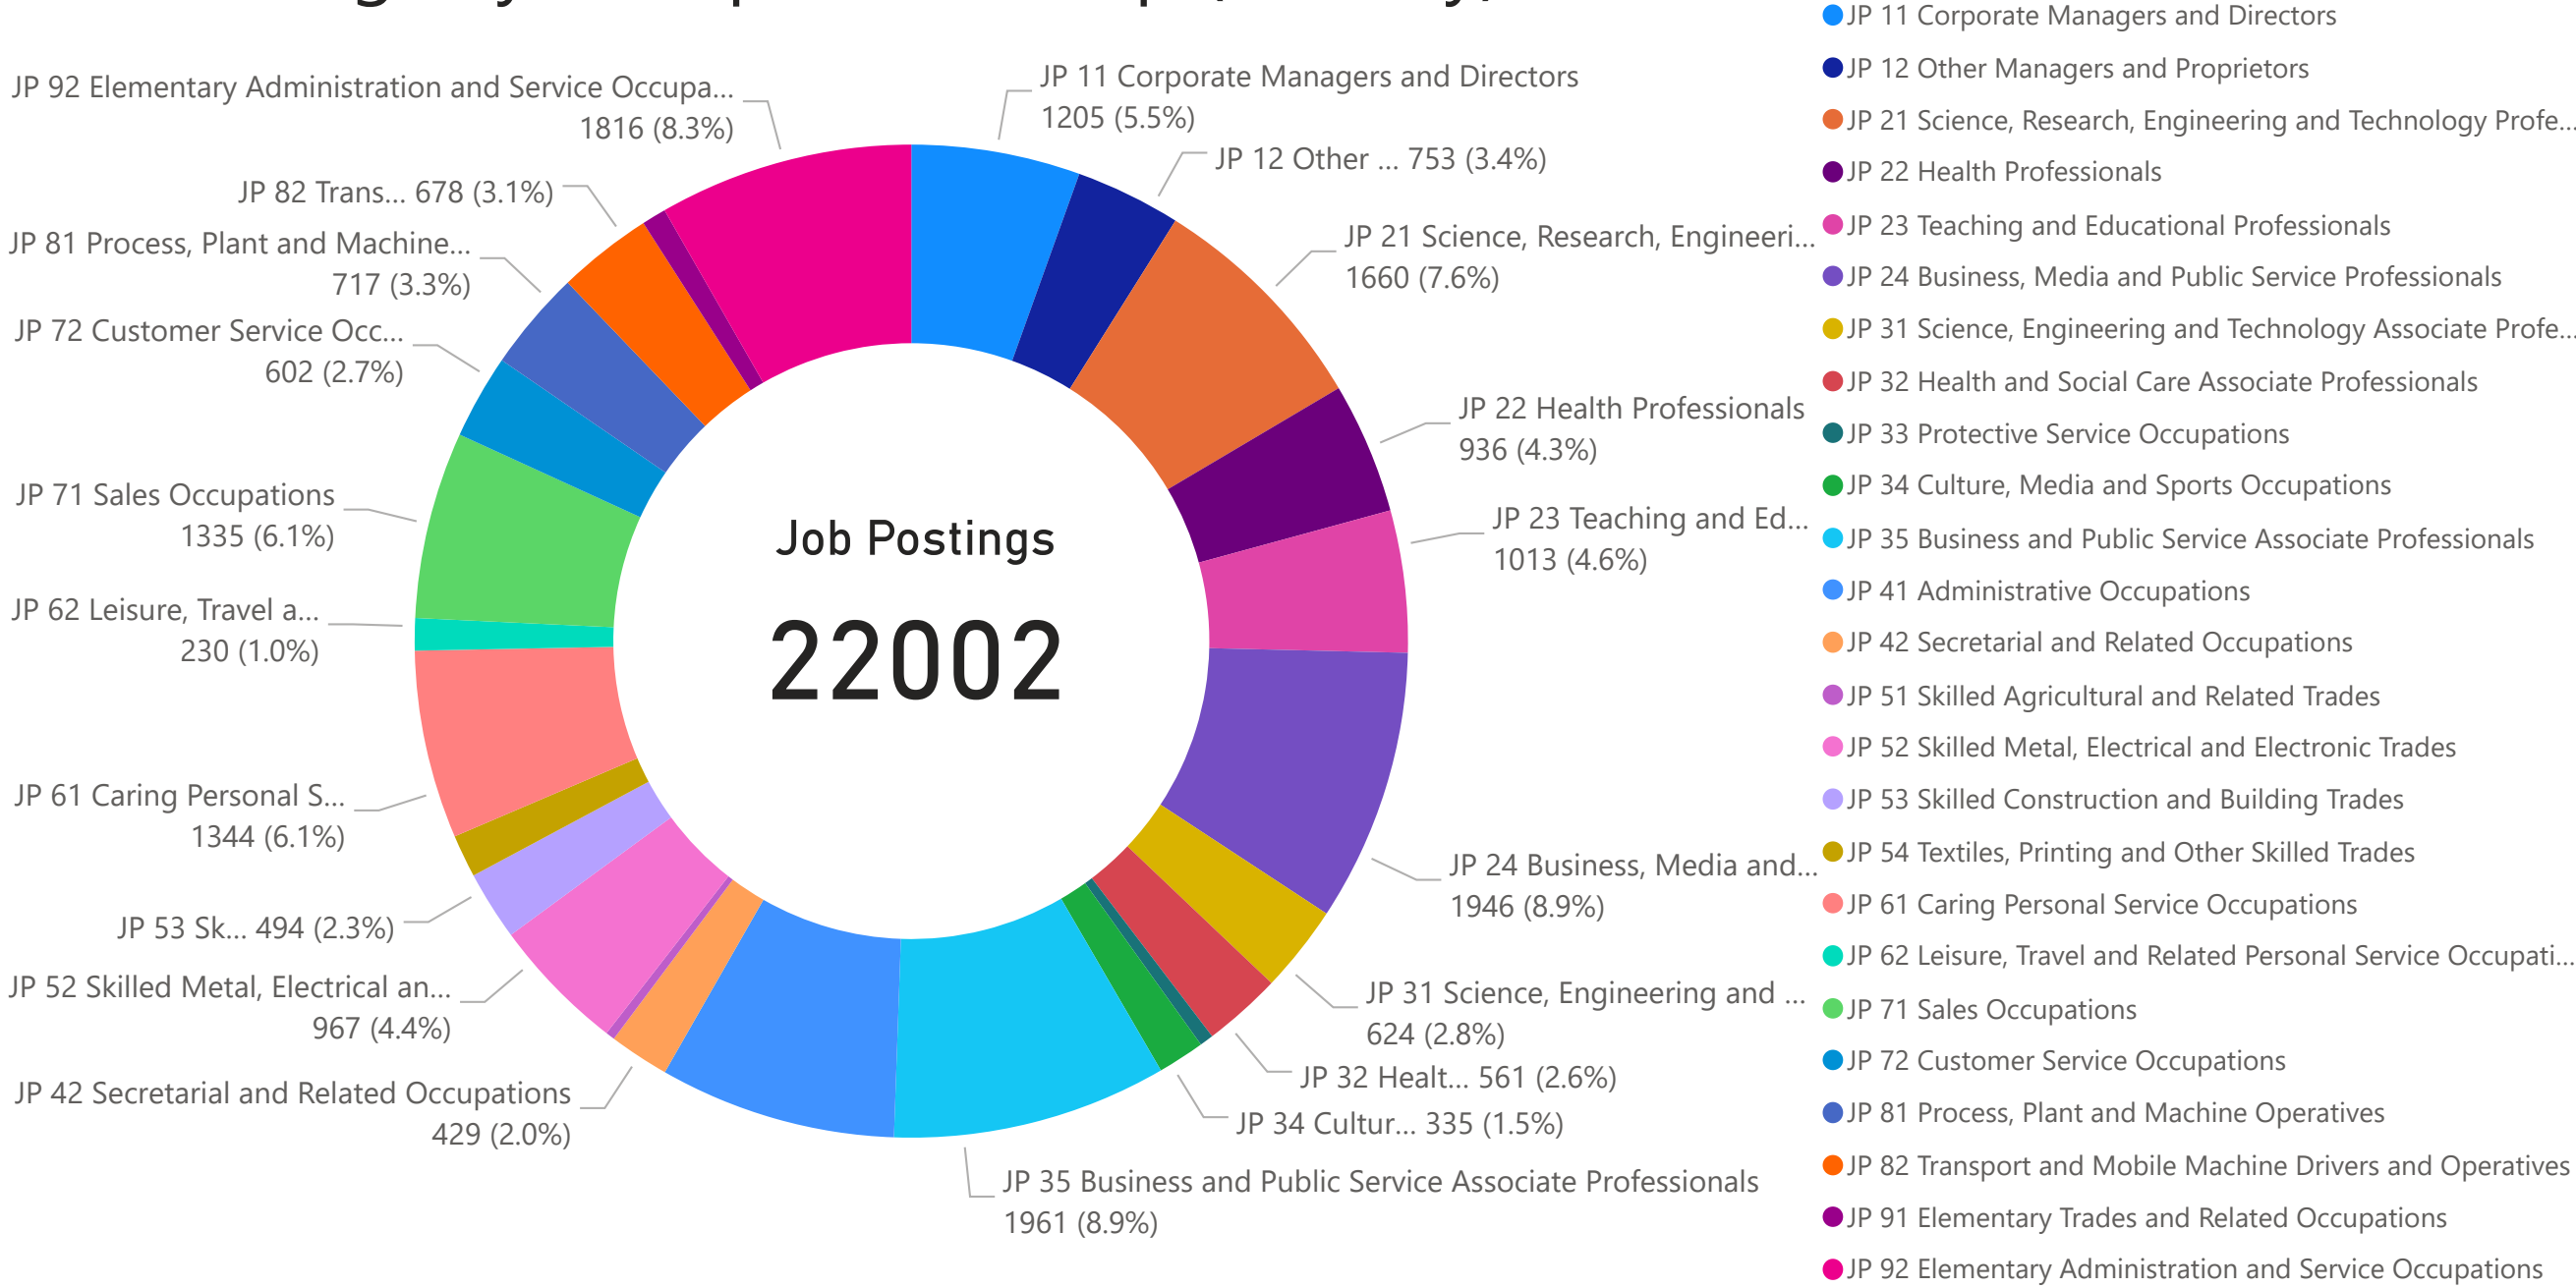 JP 92 Elementary Administration and Service Occupa...
1816 (8.3%)
JP 82 Trans... 678 (3.1%)
JP 81 Process, Plant and Machine...
717 (3.3%)
JP 72 Customer Service Occ...
602 (2.7%)
JP 71 Sales Occupations
1335 (6.1%)
JP 62 Leisure, Travel a...
230 (1.0%)
JP 61 Caring Personal S...
1344 (6.1%)
JP 53 Sk... 494 (2.3%)
JP 52 Skilled Metal, Electrical an...
967 (4.4%)
JP 42 Secretarial and Related Occupations
429 (2.0%)
Job Postings
22002
JP 11 Corporate Managers and Directors
1205 (5.5%)
JP 12 Other ... 753 (3.4%)
JP 21 Science, Research, Engineeri...
1660 (7.6%)
JP 22 Health Professionals
936 (4.3%)
JP 23 Teaching and Ed...
1013 (4.6%)
JP 24 Business, Media and...
1946 (8.9%)
JP 31 Science, Engineering and ...
624 (2.8%)
JP 32 Healt... 561 (2.6%)
JP 34 Cultur... 335 (1.5%)
JP 35 Business and Public Service Associate Professionals
1961 (8.9%)
JP 11 Corporate Managers and Directors
JP 12 Other Managers and Proprietors
JP 21 Science, Research, Engineering and Technology Profe...
JP 22 Health Professionals
JP 23 Teaching and Educational Professionals
JP 24 Business, Media and Public Service Professionals
JP 31 Science, Engineering and Technology Associate Profe...
JP 32 Health and Social Care Associate Professionals
JP 33 Protective Service Occupations
JP 34 Culture, Media and Sports Occupations
JP 35 Business and Public Service Associate Professionals
JP 41 Administrative Occupations
JP 42 Secretarial and Related Occupations
JP 51 Skilled Agricultural and Related Trades
JP 52 Skilled Metal, Electrical and Electronic Trades
JP 53 Skilled Construction and Building Trades
JP 54 Textiles, Printing and Other Skilled Trades
JP 61 Caring Personal Service Occupations
JP 62 Leisure, Travel and Related Personal Service Occupati...
JP 71 Sales Occupations
JP 72 Customer Service Occupations
JP 81 Process, Plant and Machine Operatives
JP 82 Transport and Mobile Machine Drivers and Operatives
JP 91 Elementary Trades and Related Occupations
JP 92 Elementary Administration and Service Occupations